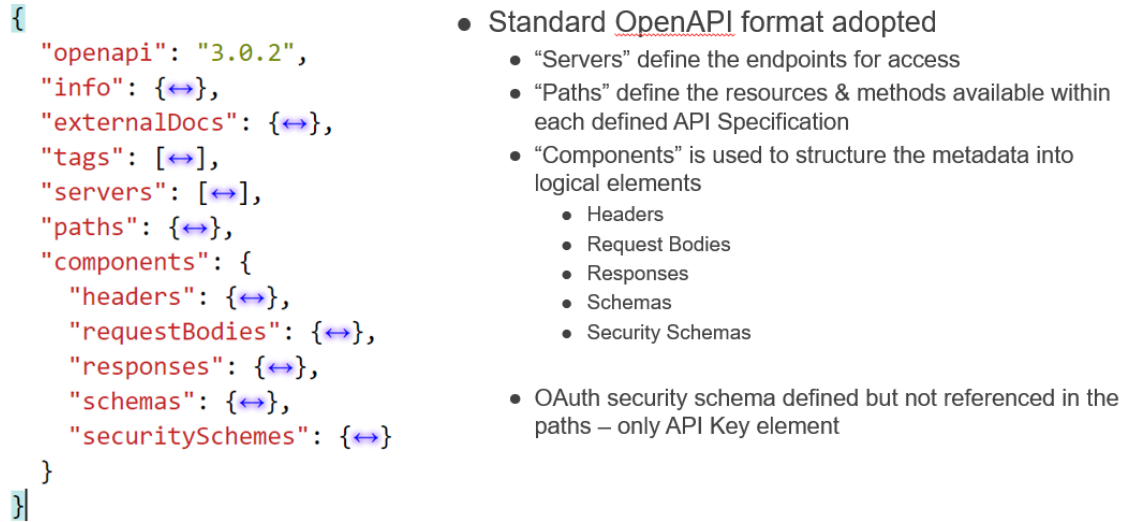 {
"openapi": "3.0.2",
"info": {↔},
"externalDocs": {↔},
"tags": [↔],
"servers": [↔],
"paths": {↔},
"components": {
"headers": {↔},
"requestBodies": {↔},
"responses": {↔},
"schemas": {↔},
"securitySchemes": {↔}
}
}
● Standard OpenAPI format adopted
● “Servers” define the endpoints for access
● “Paths” define the resources & methods available within
each defined API Specification
● “Components” is used to structure the metadata into
logical elements
● Headers
● Request Bodies
● Responses
● Schemas
● Security Schemas
● OAuth security schema defined but not referenced in the
paths – only API Key element